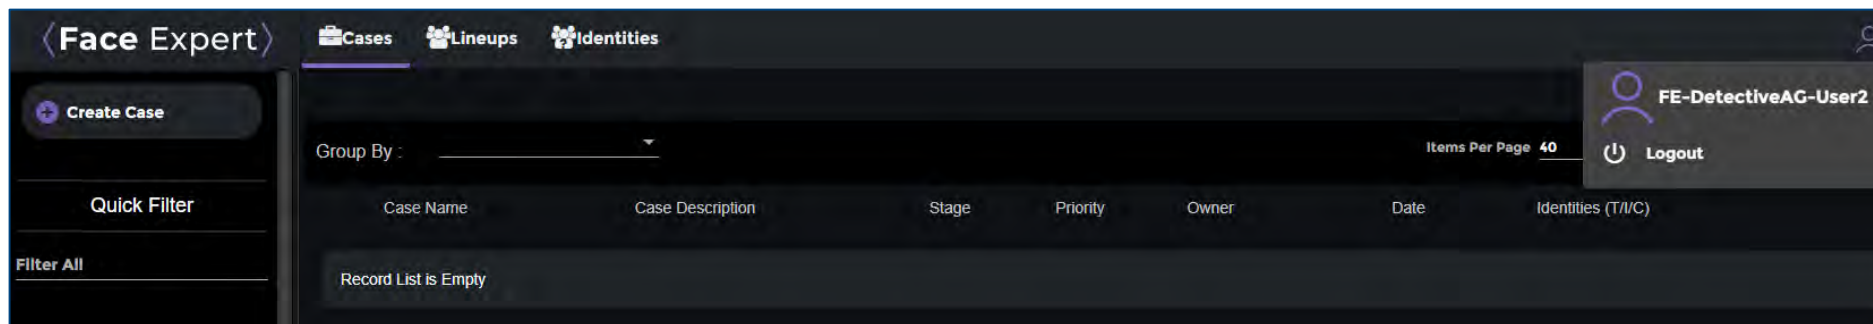 ⟨Face Expert⟩ Cases Lineups Identities
FE-DetectiveAG-User2
Create Case
Group By : Items Per Page 40 Logout
Quick Filter Case Name Case Description Stage Priority Owner Date Identities (T/I/C)
Filter All
Record List is Empty